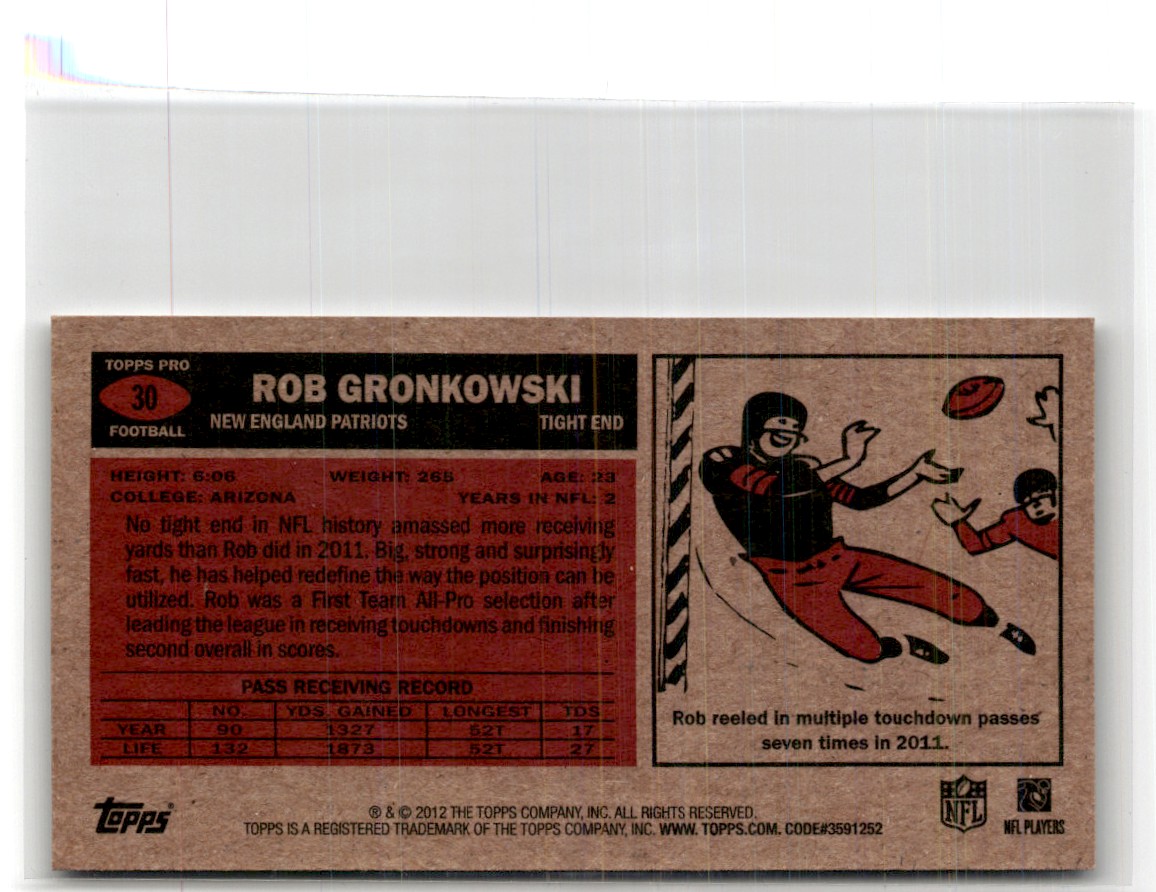 TOPPS PRO
30
FOOTBALL
ROB GRONKOWSKI
NEW ENGLAND PATRIOTS TIGHT END
HEIGHT: 6:06 WEIGHT: 265 AGE: 23
COLLEGE: ARIZONA YEARS IN NFL: 2
No tight end in NFL history amassed more receiving
yards than Rob did in 2011. Big, strong and surprisingly
fast, he has helped redefine the way the position can be
utilized. Rob was a First Team All-Pro selection after
leading the league in receiving touchdowns and finishing
second overall in scores.
PASS RECEIVING RECORD
NO. YDS. GAINED LONGEST TDS
YEAR 90 1327 52T 17
LIFE 132 1873 52T 27
Rob reeled in multiple touchdown passes
seven times in 2011.
Topps®
® & © 2012 THE TOPPS COMPANY, INC. ALL RIGHTS RESERVED.
TOPPS IS A REGISTERED TRADEMARK OF THE TOPPS COMPANY, INC. WWW. TOPPS.COM. CODE#3591252
NFL
NFL PLAYERS